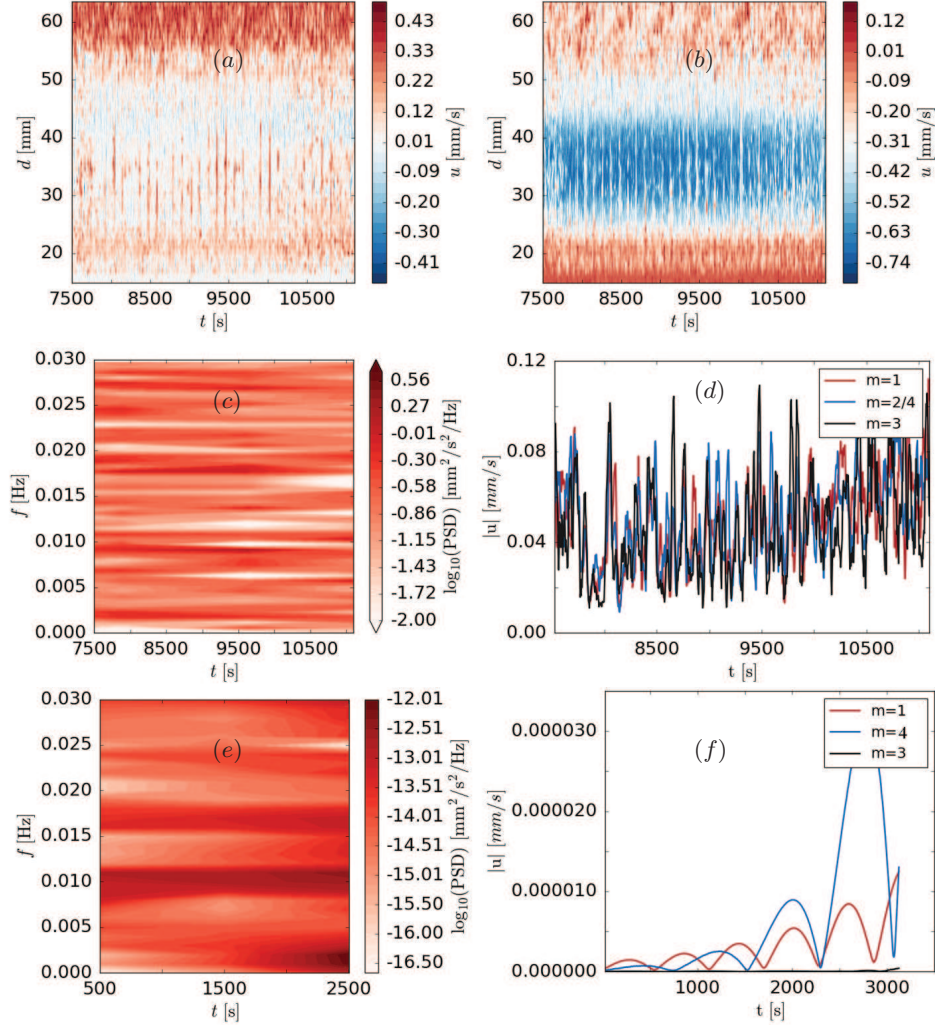 (a)
60
50
40
30
20
d [mm]
7500 8500 9500 10500
t [s]
0.43
0.33
0.22
0.12
0.01
-0.09
-0.20
-0.30
-0.41
u [mm/s]
(b)
60
50
40
30
20
d [mm]
7500 8500 9500 10500
t [s]
0.12
0.01
-0.09
-0.20
-0.31
-0.42
-0.52
-0.63
-0.74
u [mm/s]
(c)
0.030
0.025
0.020
0.015
0.010
0.005
0.000
f [Hz]
7500 8500 9500 10500
t [s]
0.56
0.27
-0.01
-0.30
-0.58
-0.86
-1.15
-1.43
-1.72
-2.00
log10(PSD) [mm²/s²/Hz]
(d)
m=1
m=2/4
m=3
0.12
0.08
0.04
0.00
|u| [mm/s]
8500 9500 10500
t [s]
(e)
0.030
0.025
0.020
0.015
0.010
0.005
0.000
f [Hz]
500 1500 2500
t [s]
-12.01
-12.51
-13.01
-13.51
-14.01
-14.51
-15.01
-15.50
-16.00
-16.50
log10(PSD) [mm²/s²/Hz]
(f)
m=1
m=4
m=3
0.000030
0.000020
0.000010
0.000000
|u| [mm/s]
1000 2000 3000
t [s]